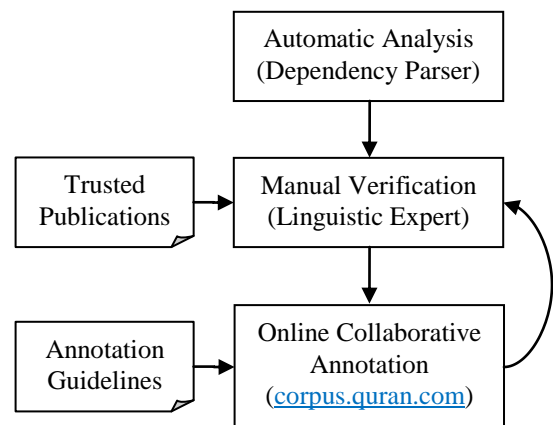 Automatic Analysis
(Dependency Parser)
Trusted
Publications
Manual Verification
(Linguistic Expert)
Annotation
Guidelines
Online Collaborative
Annotation
(corpus.quran.com)